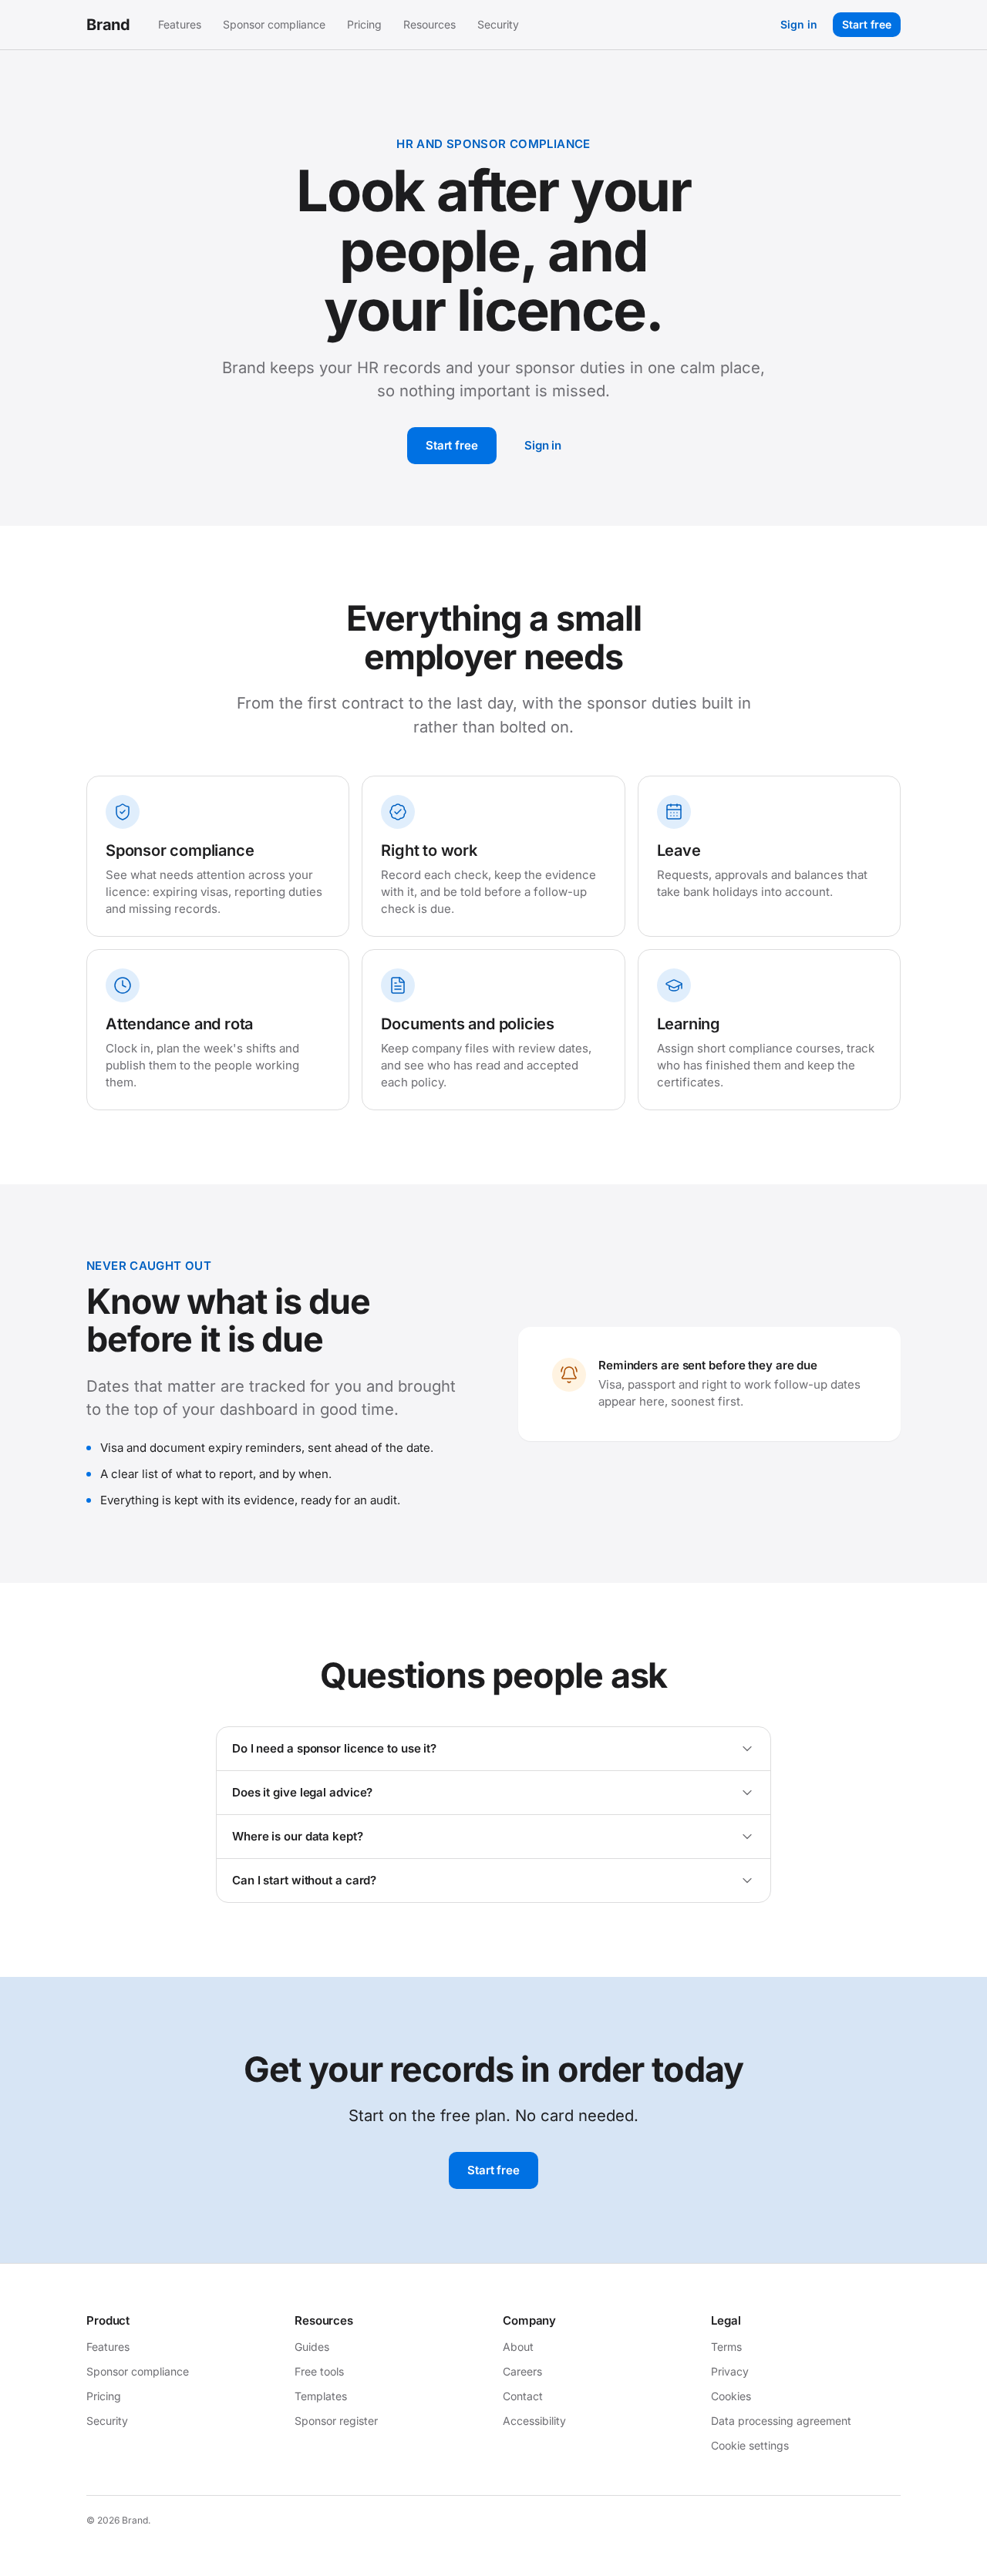 Brand
Features
Sponsor compliance
Pricing
Resources
Security
Sign in
Start free
HR AND SPONSOR COMPLIANCE
Look after your
people, and
your licence.
Brand keeps your HR records and your sponsor duties in one calm place,
so nothing important is missed.
Start free
Sign in
Everything a small
employer needs
From the first contract to the last day, with the sponsor duties built in
rather than bolted on.
Sponsor compliance
See what needs attention across your
licence: expiring visas, reporting duties
and missing records.
Right to work
Record each check, keep the evidence
with it, and be told before a follow-up
check is due.
Leave
Requests, approvals and balances that
take bank holidays into account.
Attendance and rota
Clock in, plan the week's shifts and
publish them to the people working
them.
Documents and policies
Keep company files with review dates,
and see who has read and accepted
each policy.
Learning
Assign short compliance courses, track
who has finished them and keep the
certificates.
NEVER CAUGHT OUT
Know what is due
before it is due
Dates that matter are tracked for you and brought
to the top of your dashboard in good time.
Visa and document expiry reminders, sent ahead of the date.
A clear list of what to report, and by when.
Everything is kept with its evidence, ready for an audit.
Reminders are sent before they are due
Visa, passport and right to work follow-up dates
appear here, soonest first.
Questions people ask
Do I need a sponsor licence to use it?
Does it give legal advice?
Where is our data kept?
Can I start without a card?
Get your records in order today
Start on the free plan. No card needed.
Start free
Product
Features
Sponsor compliance
Pricing
Security
Resources
Guides
Free tools
Templates
Sponsor register
Company
About
Careers
Contact
Accessibility
Legal
Terms
Privacy
Cookies
Data processing agreement
Cookie settings
© 2026 Brand.